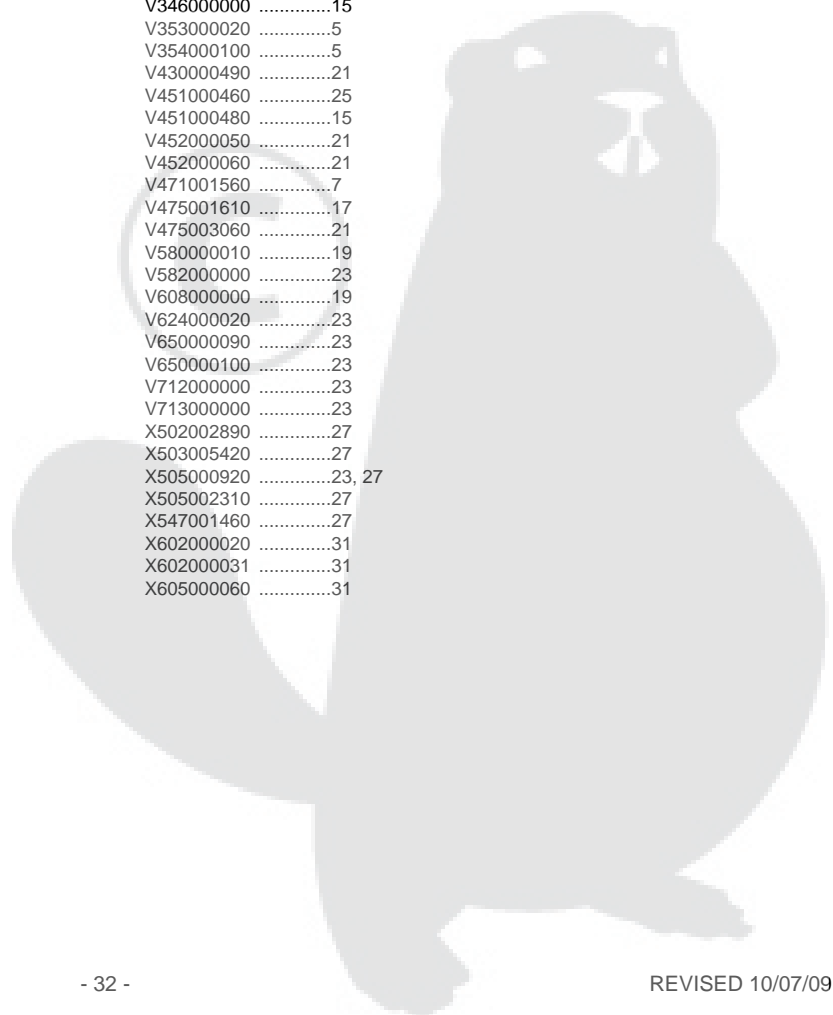 V346000000 ..............15
V353000020 ..............5
V354000100 ..............5
V430000490 ..............21
V451000460 ..............25
V451000480 ..............15
V452000050 ..............21
V452000060 ..............21
V471001560 ..............7
V475001610 ..............17
V475003060 ..............21
V580000010 ..............19
V582000000 ..............23
V608000000 ..............19
V624000020 ..............23
V650000090 ..............23
V650000100 ..............23
V712000000 ..............23
V713000000 ..............23
X502002890 ..............27
X503005420 ..............27
X505000920 ..............23, 27
X505002310 ..............27
X547001460 ..............27
X602000020 ..............31
X602000031 ..............31
X605000060 ..............31
©
- 32 -
REVISED 10/07/09